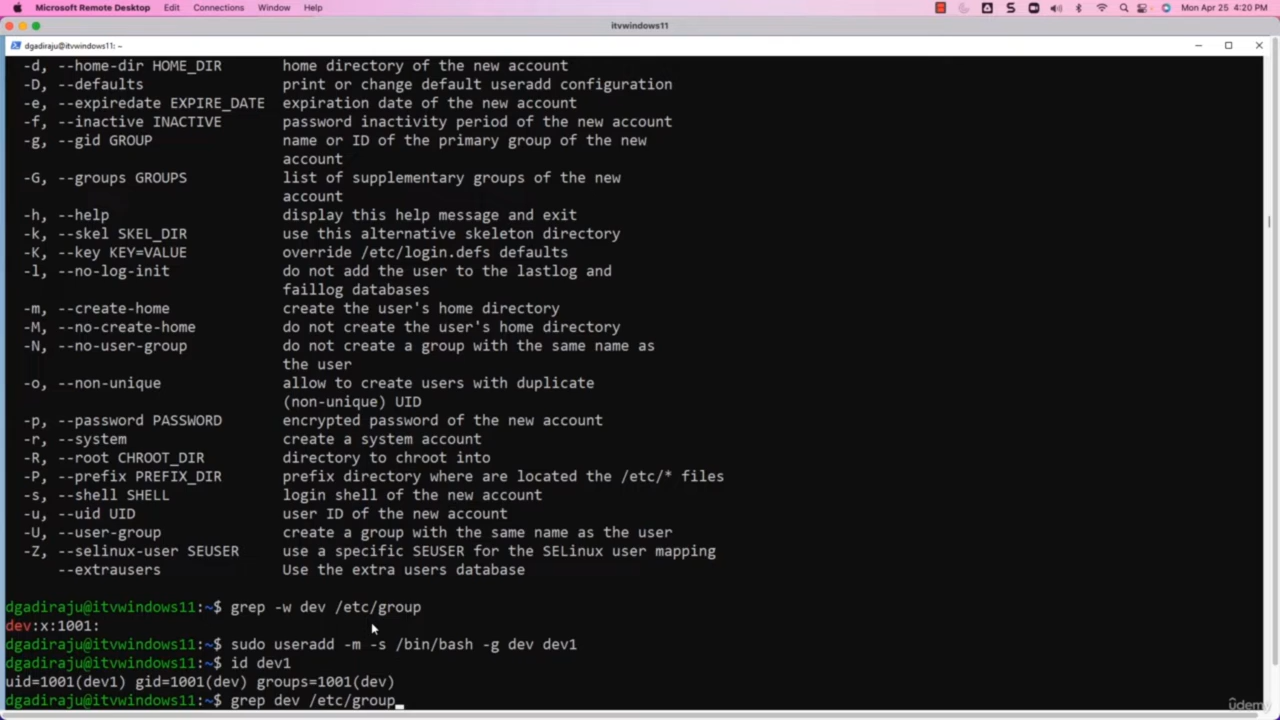 Microsoft Remote Desktop Edit Connections Window Help Mon Apr 25 4:20 PM
itvwindows11
dgadiraju@itvwindows11: ~
-d, --home-dir HOME_DIR home directory of the new account
-D, --defaults print or change default useradd configuration
-e, --expiredate EXPIRE_DATE expiration date of the new account
-f, --inactive INACTIVE password inactivity period of the new account
-g, --gid GROUP name or ID of the primary group of the new
account
-G, --groups GROUPS list of supplementary groups of the new
account
-h, --help display this help message and exit
-k, --skel SKEL_DIR use this alternative skeleton directory
-K, --key KEY=VALUE override /etc/login.defs defaults
-l, --no-log-init do not add the user to the lastlog and
faillog databases
-m, --create-home create the user's home directory
-M, --no-create-home do not create the user's home directory
-N, --no-user-group do not create a group with the same name as
the user
-o, --non-unique allow to create users with duplicate
(non-unique) UID
-p, --password PASSWORD encrypted password of the new account
-r, --system create a system account
-R, --root CHROOT_DIR directory to chroot into
-P, --prefix PREFIX_DIR prefix directory where are located the /etc/* files
-s, --shell SHELL login shell of the new account
-u, --uid UID user ID of the new account
-U, --user-group create a group with the same name as the user
-Z, --selinux-user SEUSER use a specific SEUSER for the SELinux user mapping
--extrausers Use the extra users database
dgadiraju@itvwindows11:~$ grep -w dev /etc/group
dev:x:1001:
dgadiraju@itvwindows11:~$ sudo useradd -m -s /bin/bash -g dev dev1
dgadiraju@itvwindows11:~$ id dev1
uid=1001(dev1) gid=1001(dev) groups=1001(dev)
dgadiraju@itvwindows11:~$ grep dev /etc/group
udemy